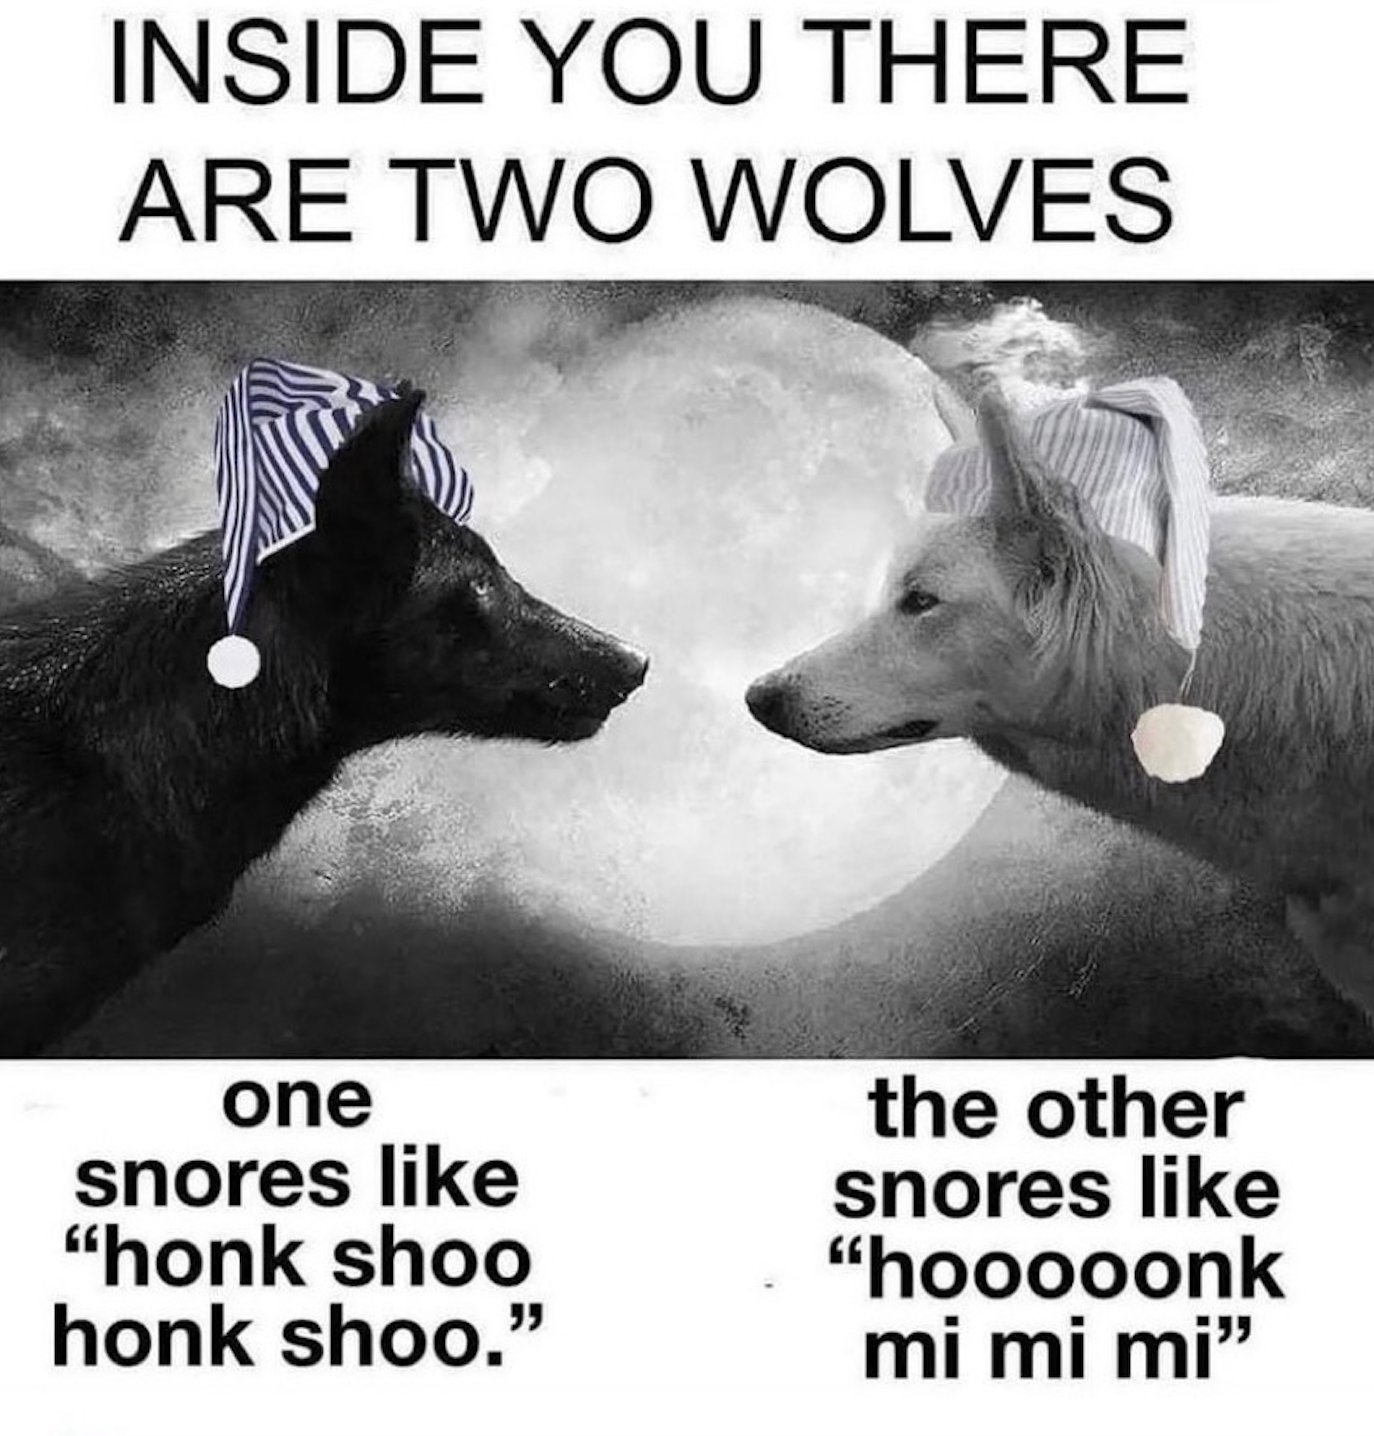 INSIDE YOU THERE
ARE TWO WOLVES
one
snores like
“honk shoo
honk shoo.”
the other
snores like
“hooooonk
mi mi mi”